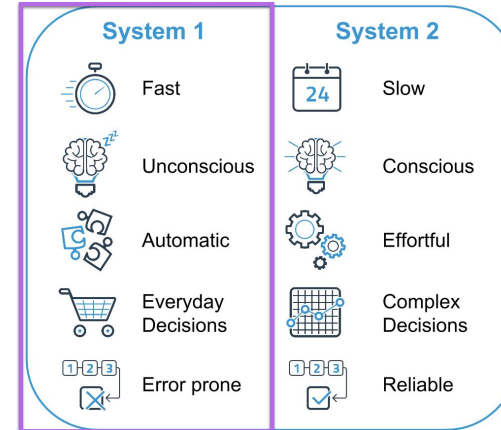 System 1
System 2
Fast
24
Slow
zzz
Unconscious
Conscious
Automatic
Effortful
Everyday
Decisions
Complex
Decisions
1 2 3
Error prone
1 2 3
Reliable